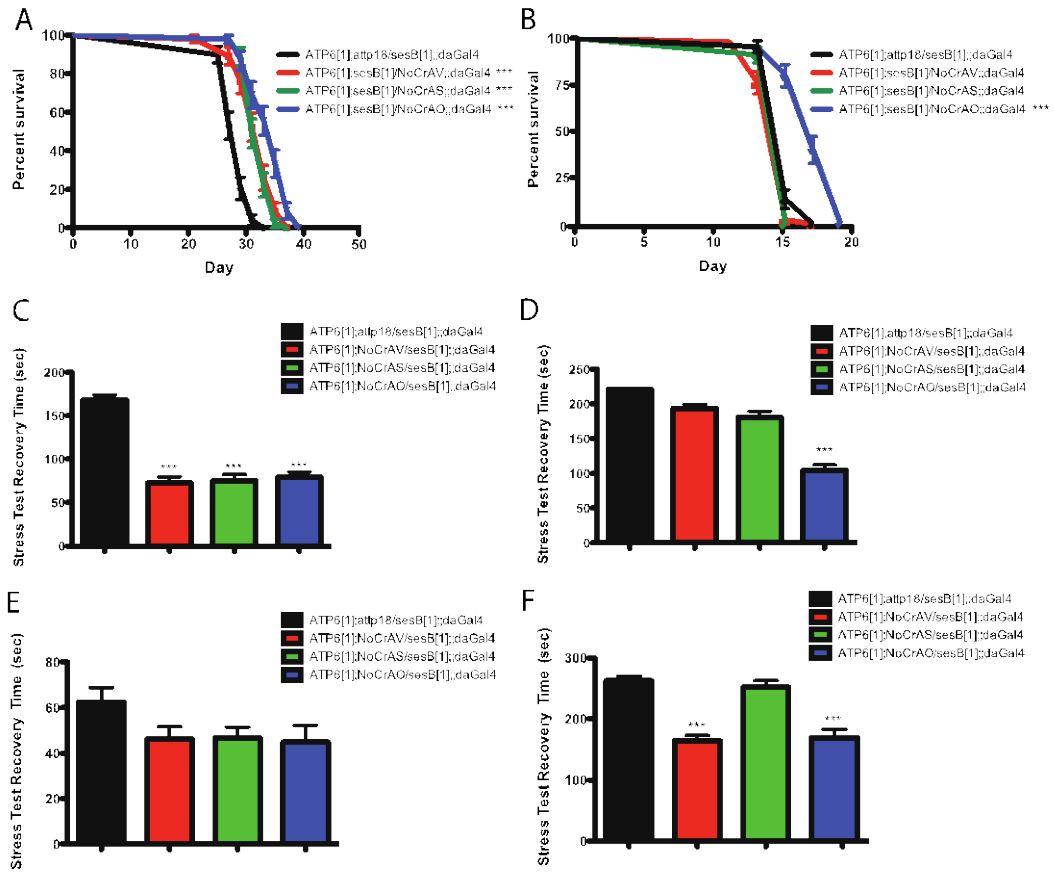 A
Percent survival
100
80
60
40
20
0
0 10 20 30 40 50
Day
ATP6[1];attp18/sesB[1];;daGal4
ATP6[1];sesB[1]/NoCrAV;;daGal4 ***
ATP6[1];sesB[1]/NoCrAS;;daGal4 ***
ATP6[1];sesB[1]/NoCrAO;;daGal4 ***
B
Percent survival
100
75
50
25
0
0 5 10 15 20
Day
ATP6[1];attp18/sesB[1];;daGal4
ATP6[1];sesB[1]/NoCrAV;;daGal4
ATP6[1];sesB[1]/NoCrAS;;daGal4
ATP6[1];sesB[1]/NoCrAO;;daGal4 ***
C
ATP6[1];attp18/sesB[1];;daGal4
ATP6[1];NoCrAV/sesB[1];;daGal4
ATP6[1];NoCrAS/sesB[1];;daGal4
ATP6[1];NoCrAO/sesB[1];;daGal4
Stress Test Recovery Time (sec)
200
150
100
50
0
*** *** ***
D
ATP6[1];attp18/sesB[1];;daGal4
ATP6[1];NoCrAV/sesB[1];;daGal4
ATP6[1];NoCrAS/sesB[1];;daGal4
ATP6[1];NoCrAO/sesB[1];;daGal4
Stress Test Recovery Time (sec)
250
200
150
100
50
0
***
E
ATP6[1];attp18/sesB[1];;daGal4
ATP6[1];NoCrAV/sesB[1];;daGal4
ATP6[1];NoCrAS/sesB[1];;daGal4
ATP6[1];NoCrAO/sesB[1];;daGal4
Stress Test Recovery Time (sec)
80
60
40
20
0
F
ATP6[1];attp18/sesB[1];;daGal4
ATP6[1];NoCrAV/sesB[1];;daGal4
ATP6[1];NoCrAS/sesB[1];;daGal4
ATP6[1];NoCrAO/sesB[1];;daGal4
Stress Test Recovery Time (sec)
300
200
100
0
*** ***